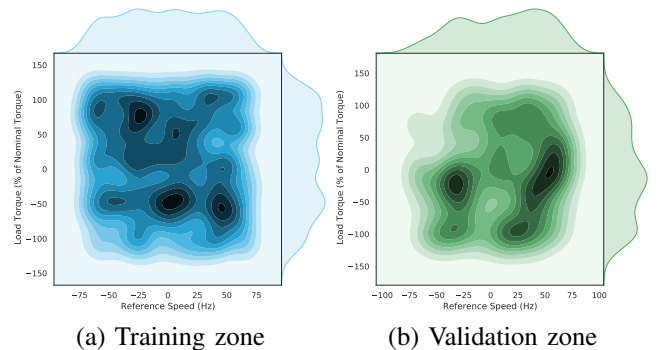 150
100
50
0
−50
−100
−150
Load Torque (% of Nominal Torque)
−75 −50 −25 0 25 50 75
Reference Speed (Hz)
(a) Training zone
150
100
50
0
−50
−100
−150
Load Torque (% of Nominal Torque)
−100 −75 −50 −25 0 25 50 75 100
Reference Speed (Hz)
(b) Validation zone